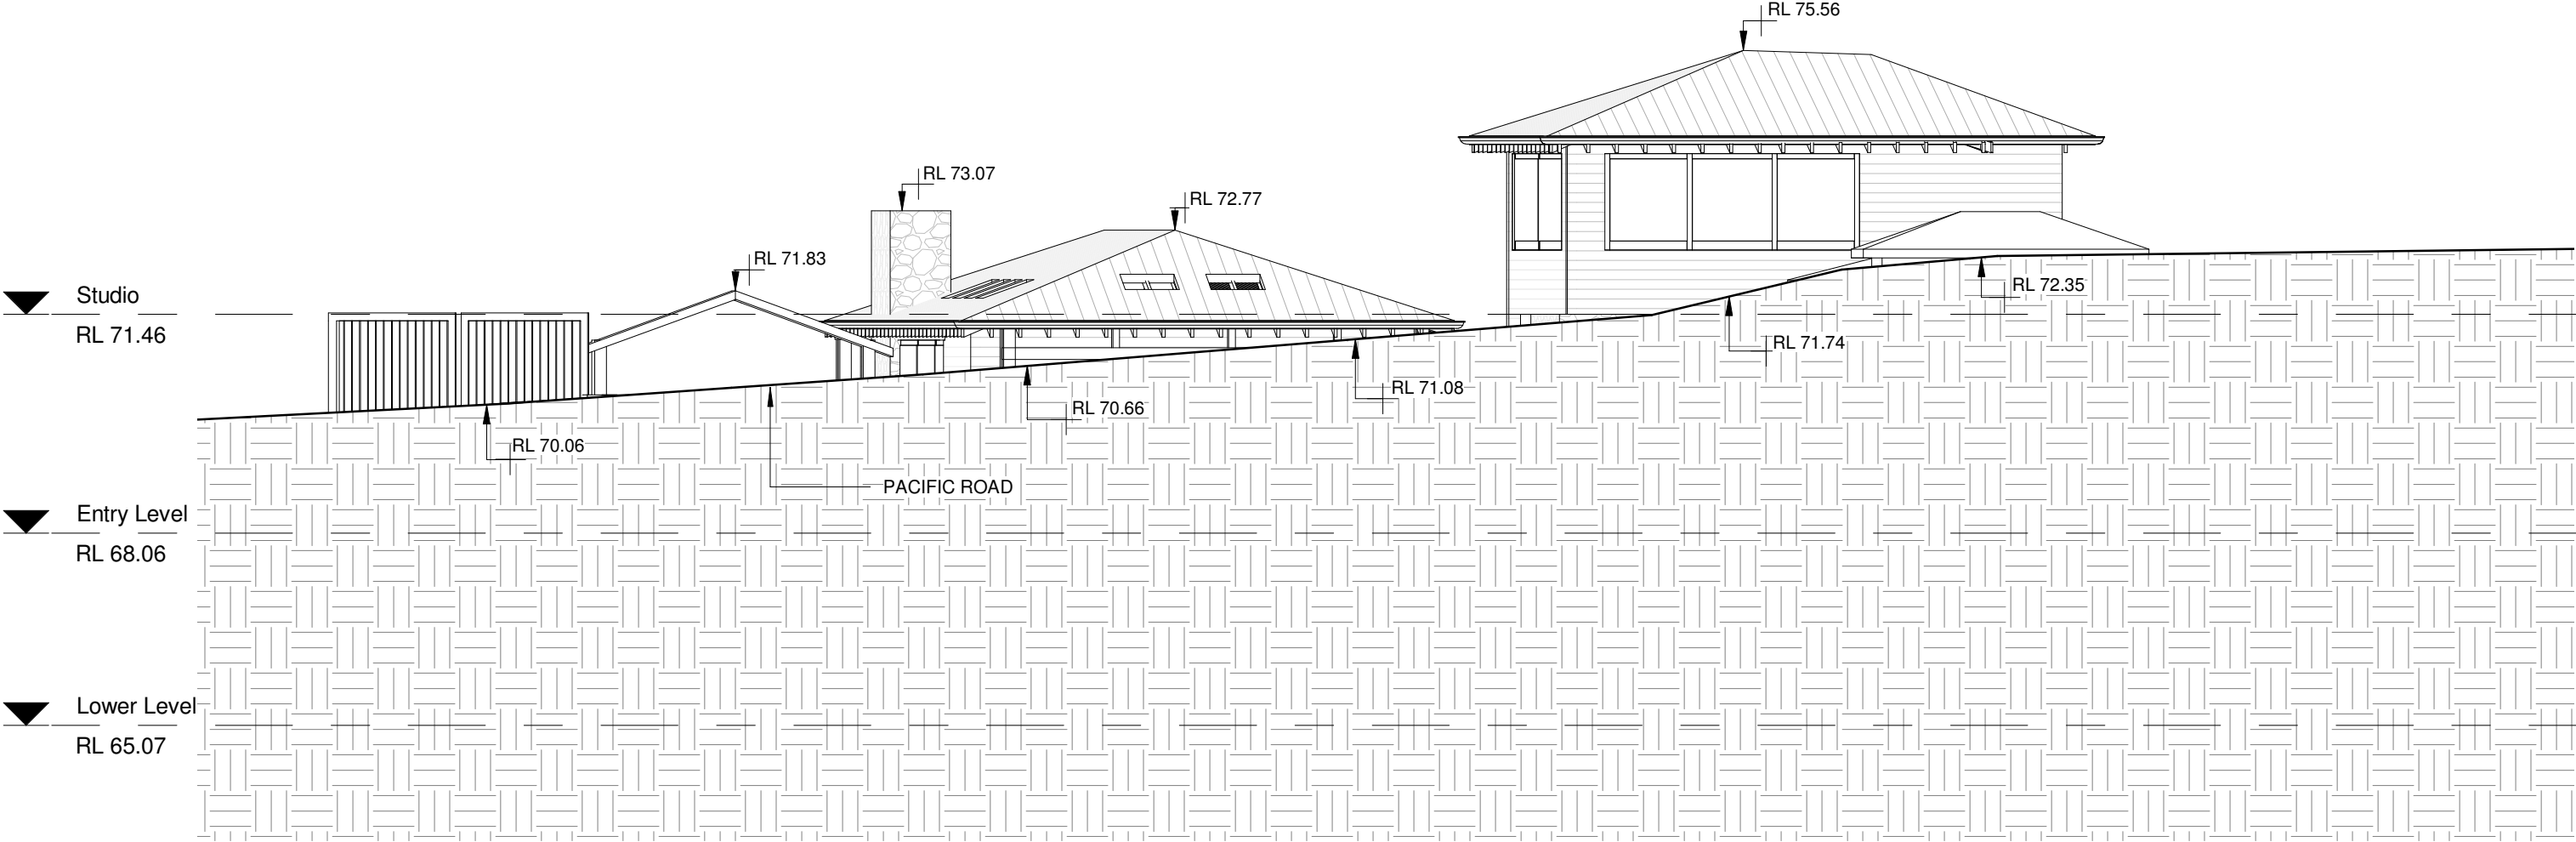 RL 75.56
RL 73.07
RL 72.77
RL 71.83
Studio
RL 71.46
RL 72.35
RL 71.74
RL 71.08
RL 70.66
RL 70.06
PACIFIC ROAD
Entry Level
RL 68.06
Lower Level
RL 65.07